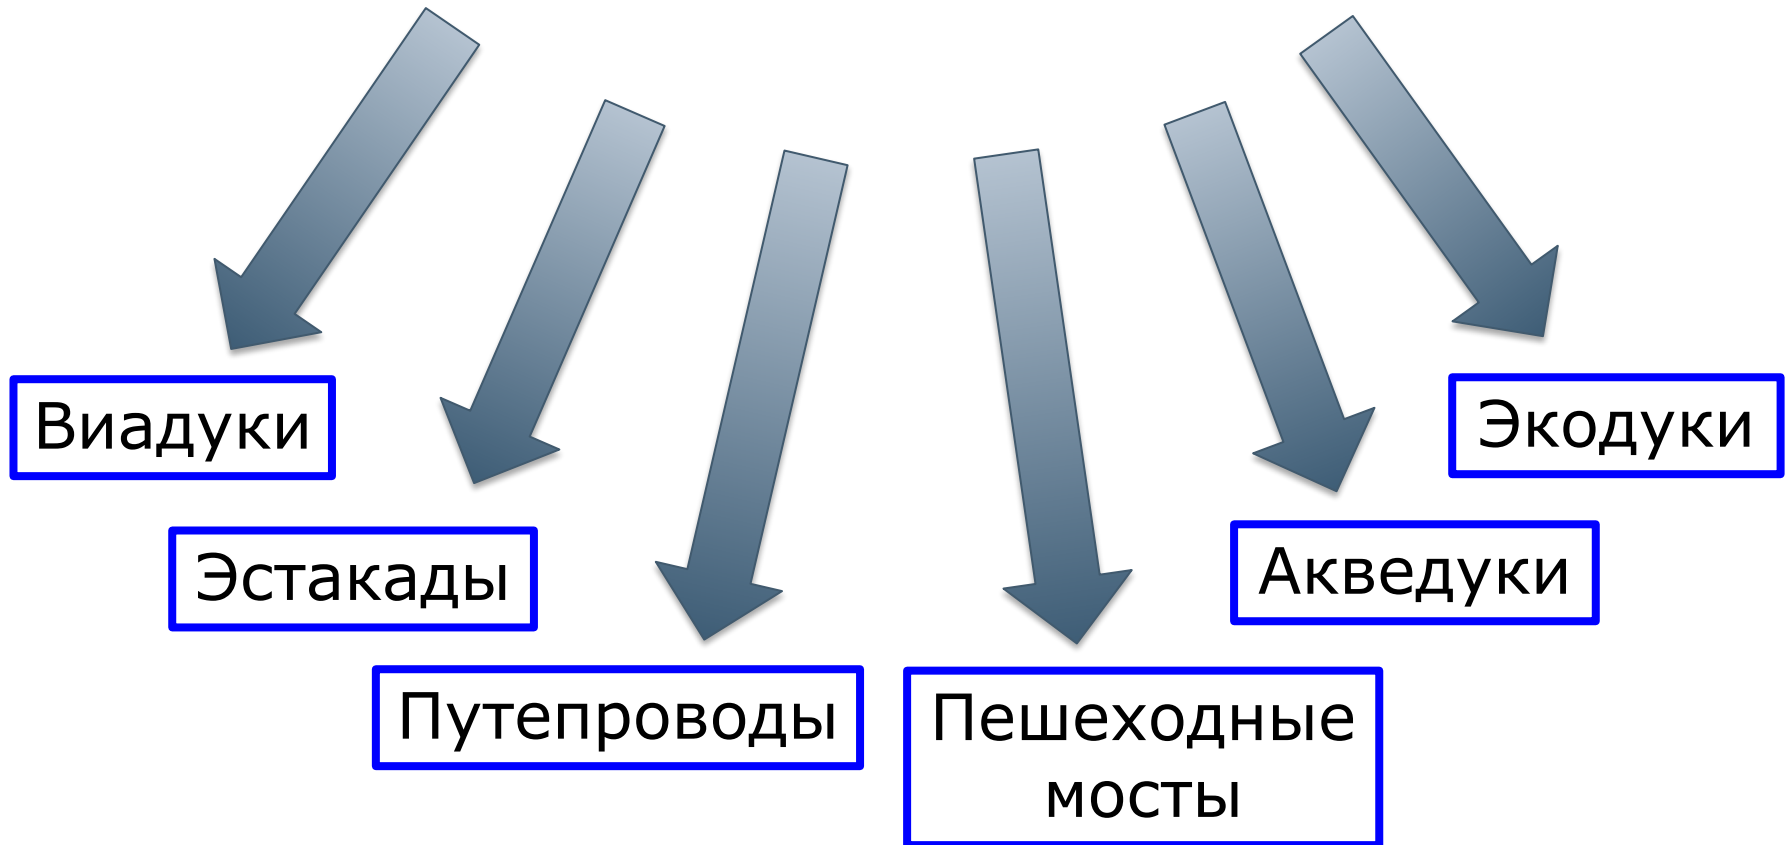 Виадуки
Эстакады
Путепроводы
Пешеходные
мосты
Акведуки
Экодуки